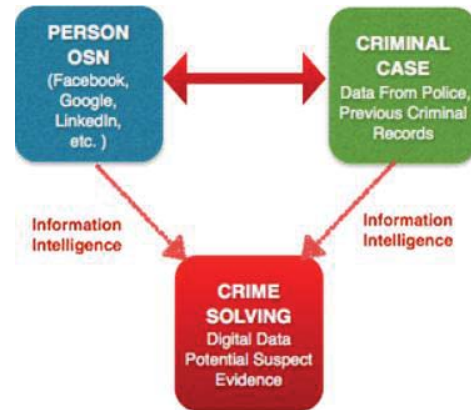 PERSON
OSN
(Facebook,
Google,
LinkedIn,
etc. )
CRIMINAL
CASE
Data From Police,
Previous Criminal
Records
Information
Intelligence
Information
Intelligence
CRIME
SOLVING
Digital Data
Potential Suspect
Evidence